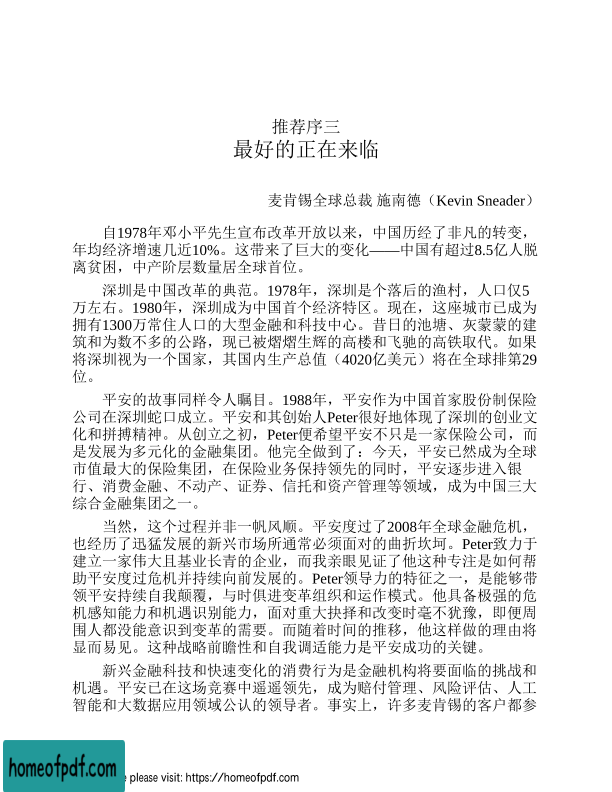 推荐序三
最好的正在来临
麦肯锡全球总裁 施南德（Kevin Sneader）
自1978年邓小平先生宣布改革开放以来，中国历经了非凡的转变，
年均经济增速几近10%。这带来了巨大的变化——中国有超过8.5亿人脱
离贫困，中产阶层数量居全球首位。
深圳是中国改革的典范。1978年，深圳是个落后的渔村，人口仅5
万左右。1980年，深圳成为中国首个经济特区。现在，这座城市已成为
拥有1300万常住人口的大型金融和科技中心。昔日的池塘、灰蒙蒙的建
筑和为数不多的公路，现已被熠熠生辉的高楼和飞驰的高铁取代。如果
将深圳视为一个国家，其国内生产总值（4020亿美元）将在全球排第29
位。
平安的故事同样令人瞩目。1988年，平安作为中国首家股份制保险
公司在深圳蛇口成立。平安和其创始人Peter很好地体现了深圳的创业文
化和拼搏精神。从创立之初，Peter便希望平安不只是一家保险公司，而
是发展为多元化的金融集团。他完全做到了：今天，平安已然成为全球
市值最大的保险集团，在保险业务保持领先的同时，平安逐步进入银
行、消费金融、不动产、证券、信托和资产管理等领域，成为中国三大
综合金融集团之一。
当然，这个过程并非一帆风顺。平安度过了2008年全球金融危机，
也经历了迅猛发展的新兴市场所通常必须面对的曲折坎坷。Peter致力于
建立一家伟大且基业长青的企业，而我亲眼见证了他这种专注是如何帮
助平安度过危机并持续向前发展的。Peter领导力的特征之一，是能够带
领平安持续自我颠覆，与时俱进变革组织和运作模式。他具备极强的危
机感知能力和机遇识别能力，面对重大抉择和改变时毫不犹豫，即便周
围人都没能意识到变革的需要。而随着时间的推移，他这样做的理由将
显而易见。这种战略前瞻性和自我调适能力是平安成功的关键。
新兴金融科技和快速变化的消费行为是金融机构将要面临的挑战和
机遇。平安已在这场竞赛中遥遥领先，成为赔付管理、风险评估、人工
智能和大数据应用领域公认的领导者。事实上，许多麦肯锡的客户都参
homeofpdf.com
please visit: https://homeofpdf.com